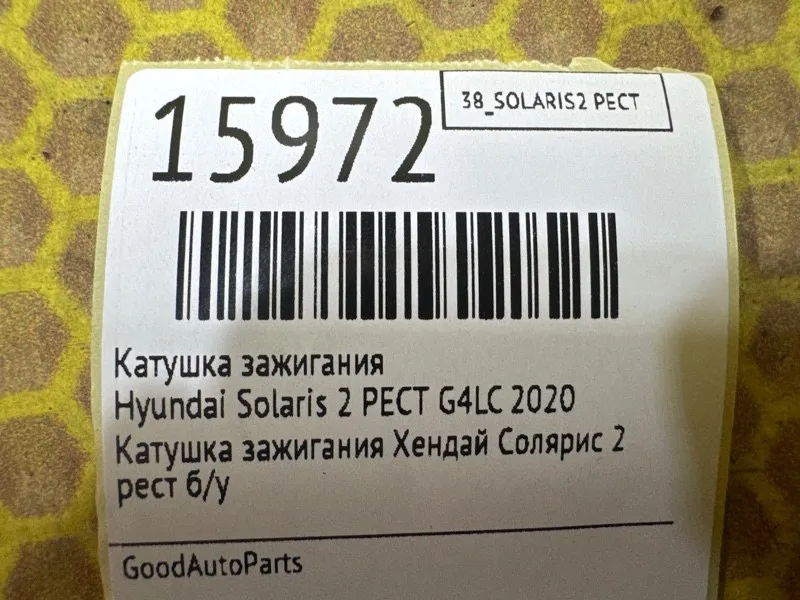 15972
38_SOLARIS2 РЕСТ
Катушка зажигания
Hyundai Solaris 2 РЕСТ G4LC 2020
Катушка зажигания Хендай Солярис 2
рест б/у
GoodAutoParts